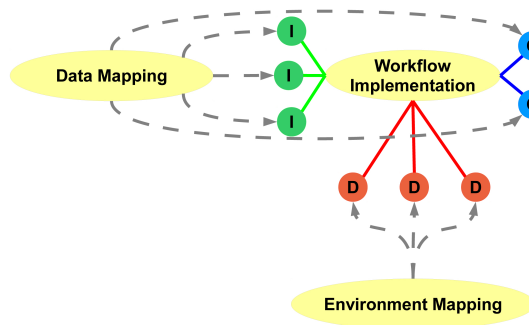 I
Data Mapping
I
Workflow
Implementation
I
D
D
D
Environment Mapping